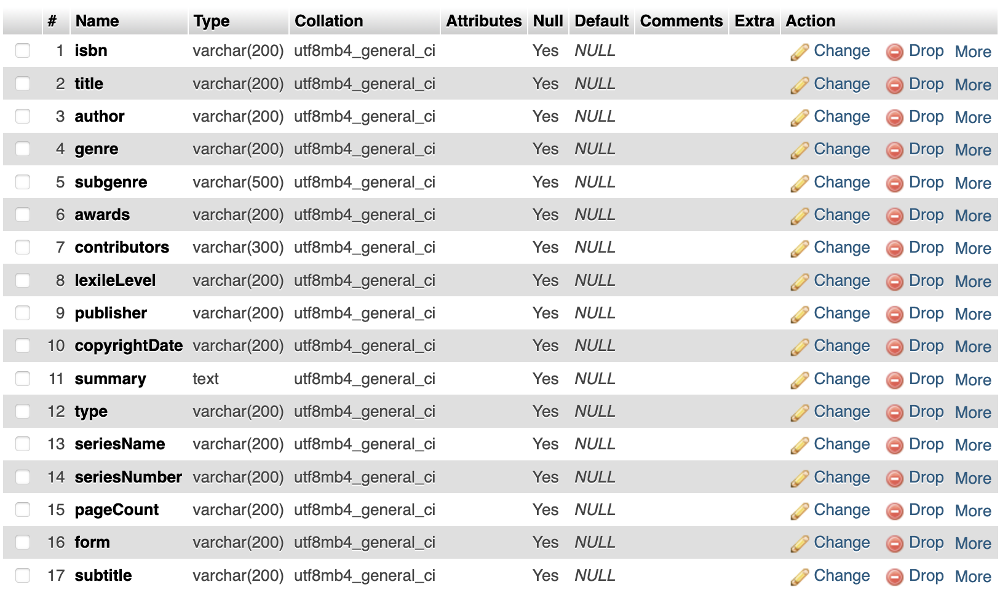 # Name Type Collation Attributes Null Default Comments Extra Action
1 isbn varchar(200) utf8mb4_general_ci Yes NULL Change Drop More
2 title varchar(200) utf8mb4_general_ci Yes NULL Change Drop More
3 author varchar(200) utf8mb4_general_ci Yes NULL Change Drop More
4 genre varchar(200) utf8mb4_general_ci Yes NULL Change Drop More
5 subgenre varchar(500) utf8mb4_general_ci Yes NULL Change Drop More
6 awards varchar(200) utf8mb4_general_ci Yes NULL Change Drop More
7 contributors varchar(300) utf8mb4_general_ci Yes NULL Change Drop More
8 lexileLevel varchar(200) utf8mb4_general_ci Yes NULL Change Drop More
9 publisher varchar(200) utf8mb4_general_ci Yes NULL Change Drop More
10 copyrightDate varchar(200) utf8mb4_general_ci Yes NULL Change Drop More
11 summary text utf8mb4_general_ci Yes NULL Change Drop More
12 type varchar(200) utf8mb4_general_ci Yes NULL Change Drop More
13 seriesName varchar(200) utf8mb4_general_ci Yes NULL Change Drop More
14 seriesNumber varchar(200) utf8mb4_general_ci Yes NULL Change Drop More
15 pageCount varchar(200) utf8mb4_general_ci Yes NULL Change Drop More
16 form varchar(200) utf8mb4_general_ci Yes NULL Change Drop More
17 subtitle varchar(200) utf8mb4_general_ci Yes NULL Change Drop More